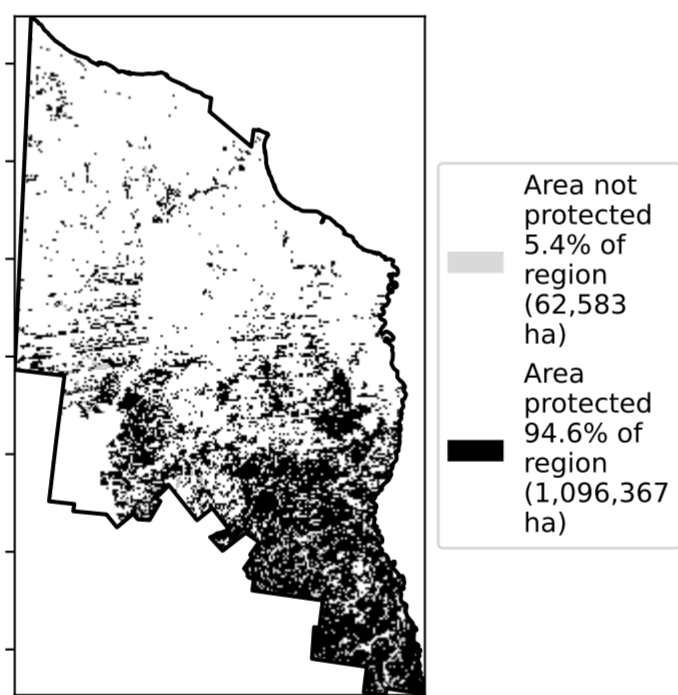 Area not
protected
5.4% of
region
(62,583
ha)
Area
protected
94.6% of
region
(1,096,367
ha)